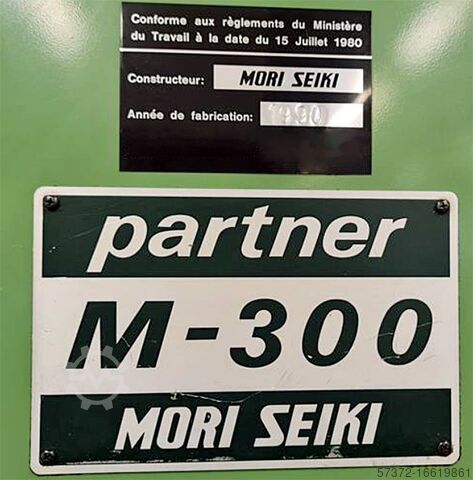 Conforme aux règlements du Ministère
du Travail à la date du 15 Juillet 1980
Constructeur: MORI SEIKI
Année de fabrication: 1990
partner
M-300
MORI SEIKI
57372-16619861